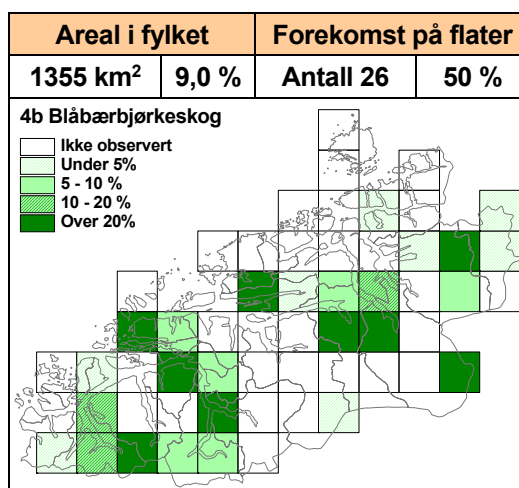 Areal i fylket Forekomst på flater
1355 km² 9,0 % Antall 26 50 %
4b Blåbærbjørkeskog
Ikke observert
Under 5%
5 - 10 %
10 - 20 %
Over 20%